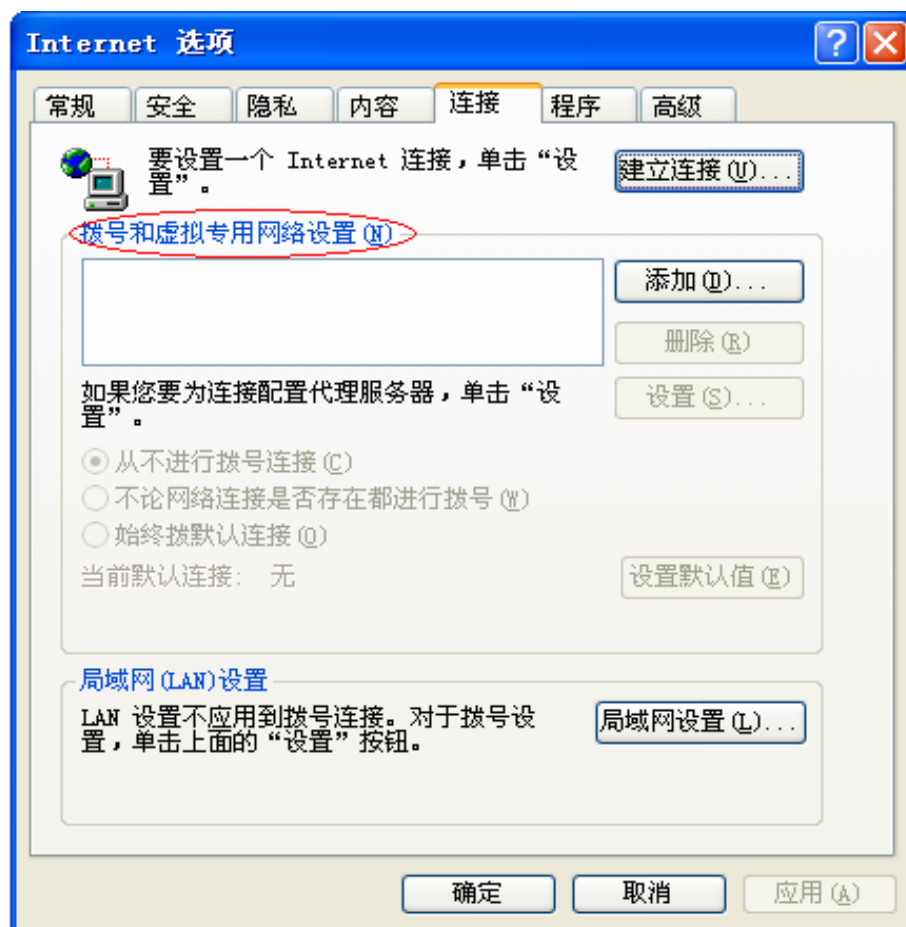 Internet 选项
常规 安全 隐私 内容 连接 程序 高级
要设置一个 Internet 连接，单击“设
置”。
建立连接(U)...
拨号和虚拟专用网络设置(N)
添加(D)...
删除(R)
如果您要为连接配置代理服务器，单击“设
置”。
设置(S)...
从不进行拨号连接(C)
不论网络连接是否存在都进行拨号(W)
始终拨默认连接(O)
当前默认连接： 无
设置默认值(E)
局域网(LAN)设置
LAN 设置不应用到拨号连接。对于拨号设
置，单击上面的“设置”按钮。
局域网设置(L)...
确定 取消 应用(A)